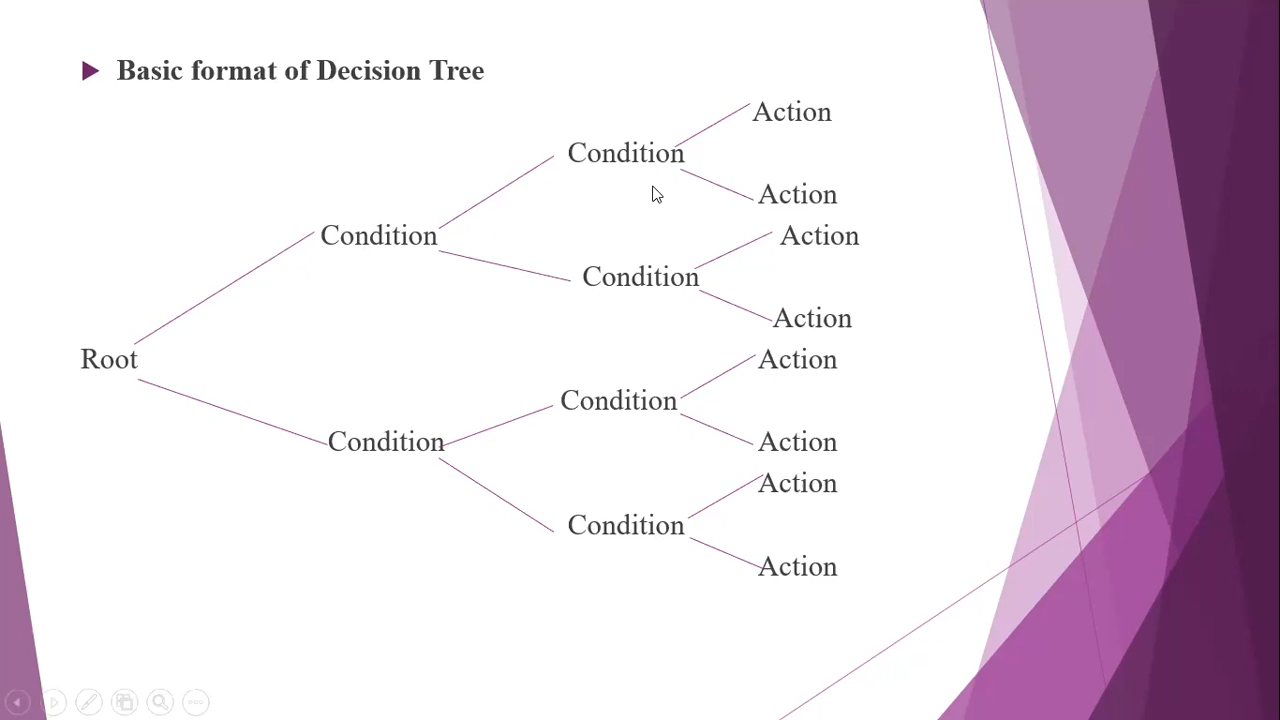 Basic format of Decision Tree
Action
Condition
Action
Condition
Action
Condition
Action
Root
Action
Condition
Condition
Action
Action
Condition
Action